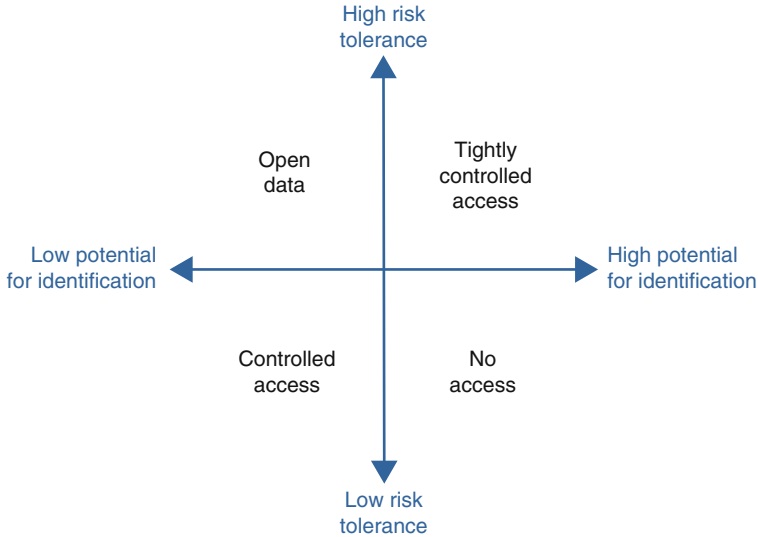 High risk
tolerance
Open
data
Tightly
controlled
access
Low potential
for identification
High potential
for identification
Controlled
access
No
access
Low risk
tolerance